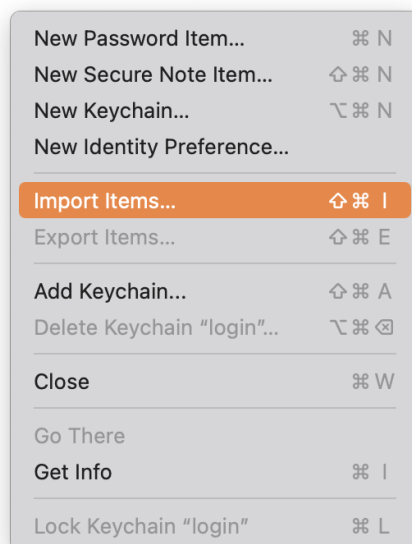 New Password Item... ⌘ N
New Secure Note Item... ⇧ ⌘ N
New Keychain... ⌥ ⌘ N
New Identity Preference...
Import Items... ⇧ ⌘ I
Export Items... ⇧ ⌘ E
Add Keychain... ⇧ ⌘ A
Delete Keychain “login”... ⌥ ⌘ ⌫
Close ⌘ W
Go There
Get Info ⌘ I
Lock Keychain “login” ⌘ L